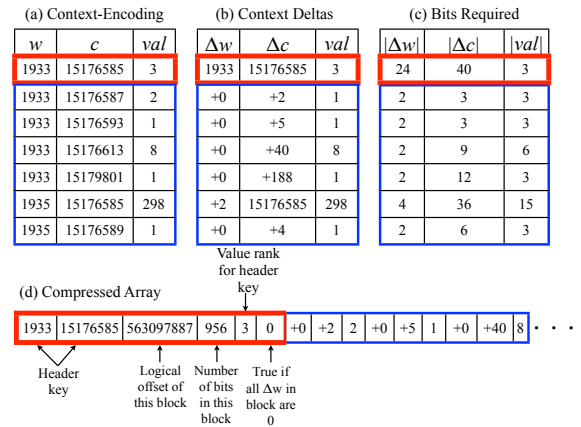 (a) Context-Encoding (b) Context Deltas (c) Bits Required
w c val Δw Δc val |Δw| |Δc| |val|
1933 15176585 3 1933 15176585 3 24 40 3
1933 15176587 2 +0 +2 1 2 3 3
1933 15176593 1 +0 +5 1 2 3 3
1933 15176613 8 +0 +40 8 2 9 6
1933 15179801 1 +0 +188 1 2 12 3
1935 15176585 298 +2 15176585 298 4 36 15
1935 15176589 1 +0 +4 1 2 6 3
Value rank
for header
key
(d) Compressed Array
1933 15176585 563097887 956 3 0 +0 +2 2 +0 +5 1 +0 +40 8 · · ·
Header
key
Logical
offset of
this block
Number
of bits
in this
block
True if
all Δw in
block are
0